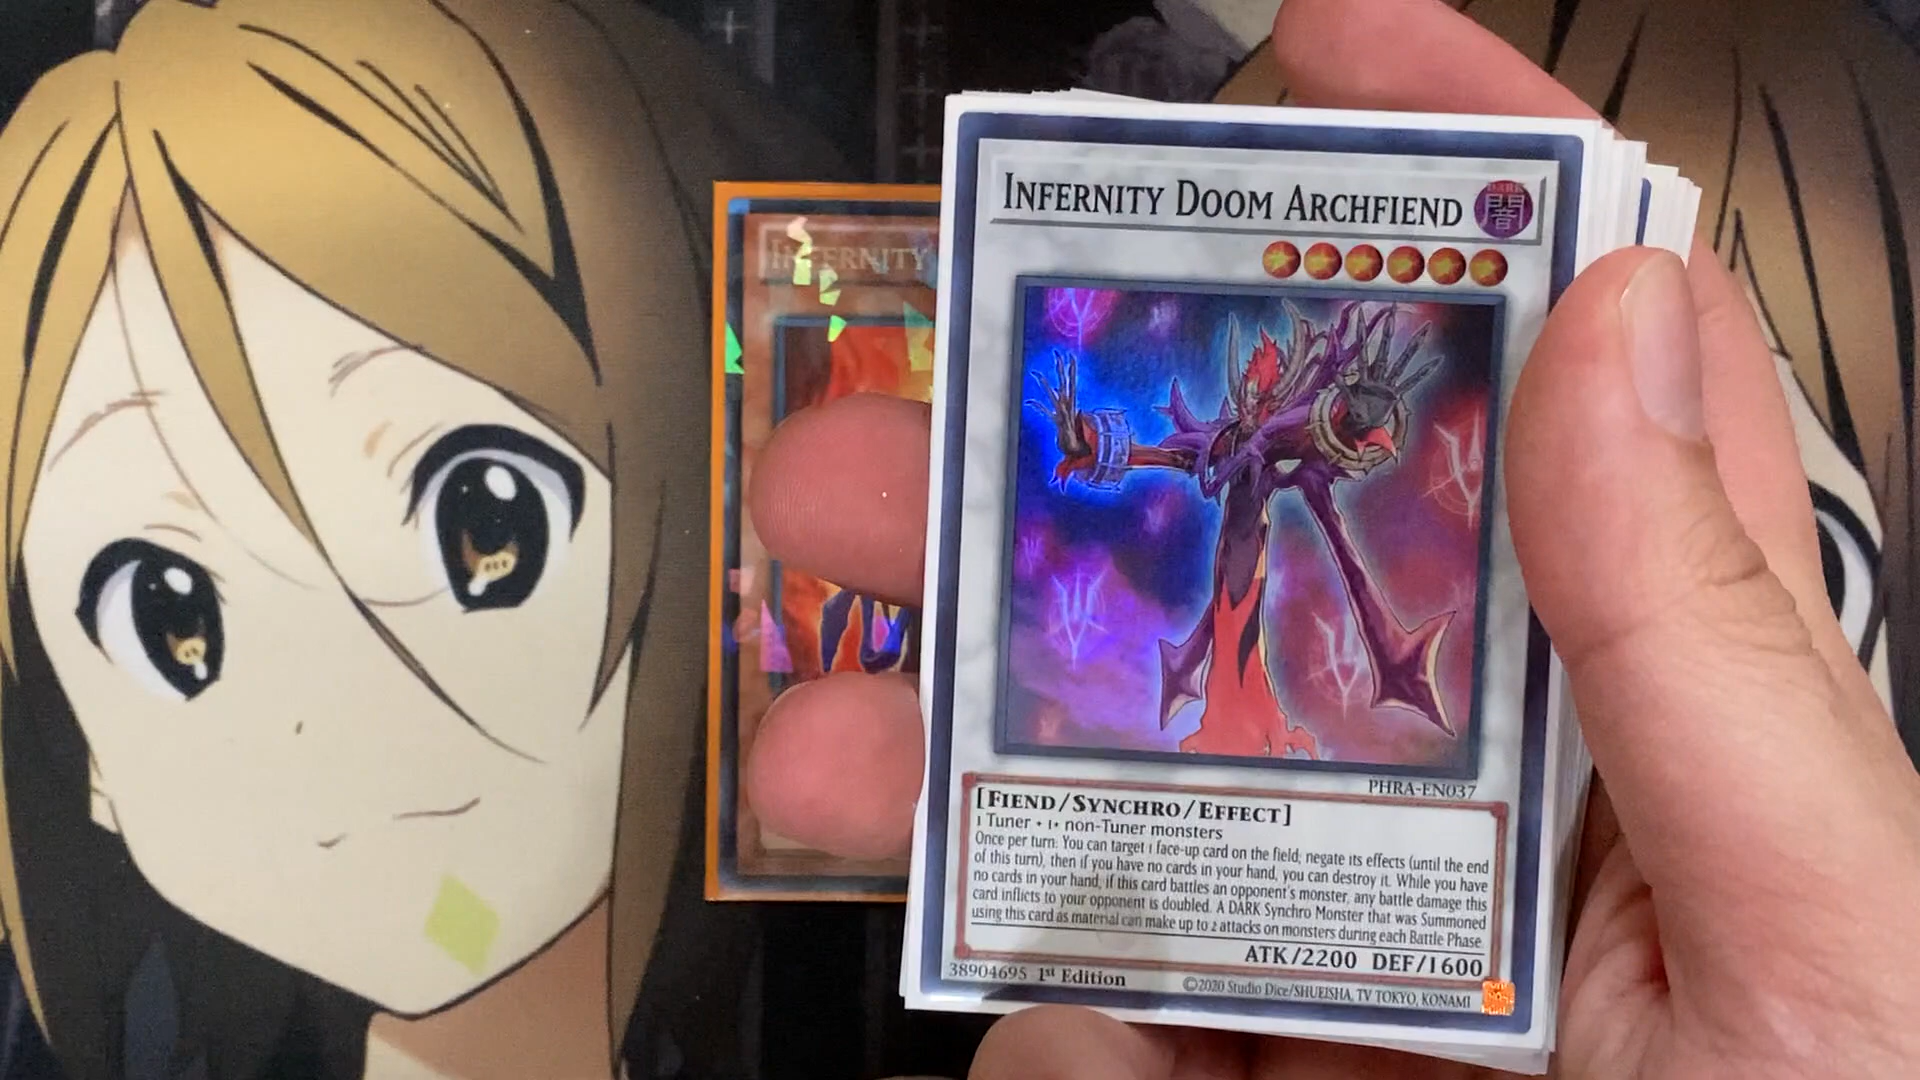 INFERNITY DOOM ARCHFIEND
DARK
闇
INFERNITY
PHRA-EN037
[FIEND/SYNCHRO/EFFECT]
1 Tuner + 1+ non-Tuner monsters
Once per turn: You can target 1 face-up card on the field; negate its effects (until the end
of this turn), then if you have no cards in your hand, you can destroy it. While you have
no cards in your hand, if this card battles an opponent's monster, any battle damage this
card inflicts to your opponent is doubled. A DARK Synchro Monster that was Summoned
using this card as material can make up to 2 attacks on monsters during each Battle Phase.
ATK/2200 DEF/1600
38904695 1st Edition
©2020 Studio Dice/SHUEISHA, TV TOKYO, KONAMI